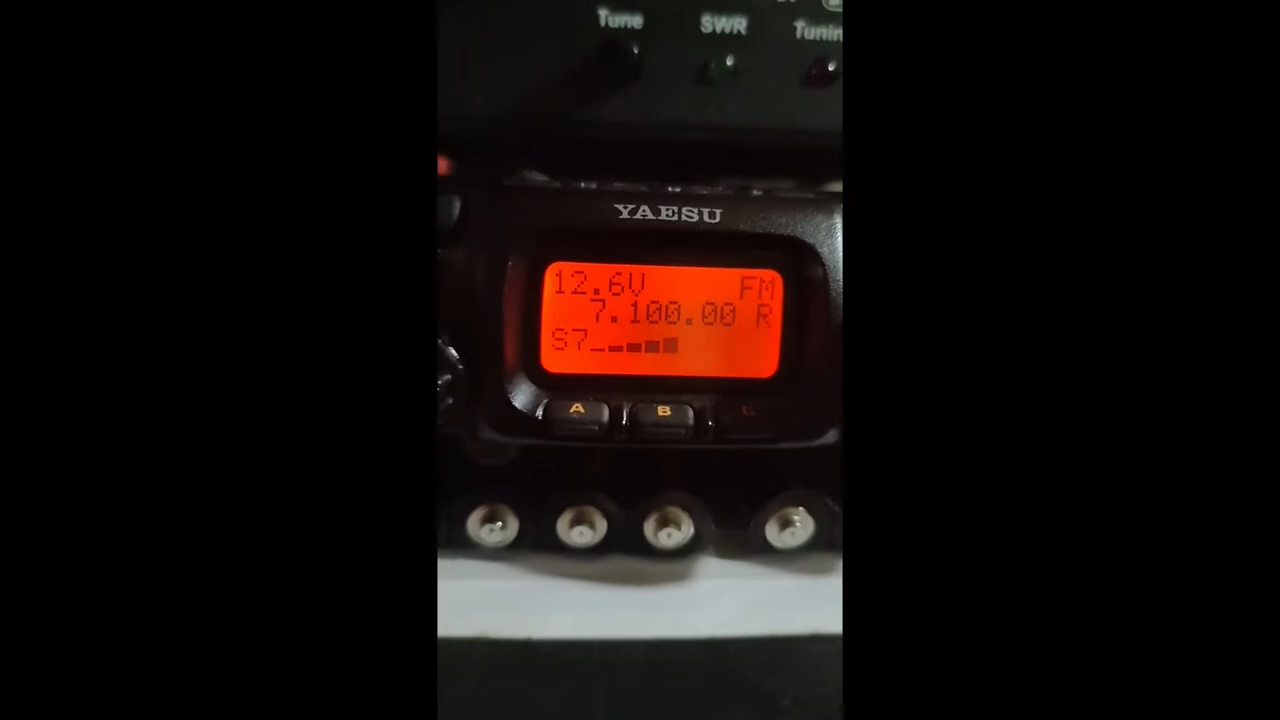 Tune SWR Tunin
YAESU
12.6V FM
7.100.00 R
S7
A B C